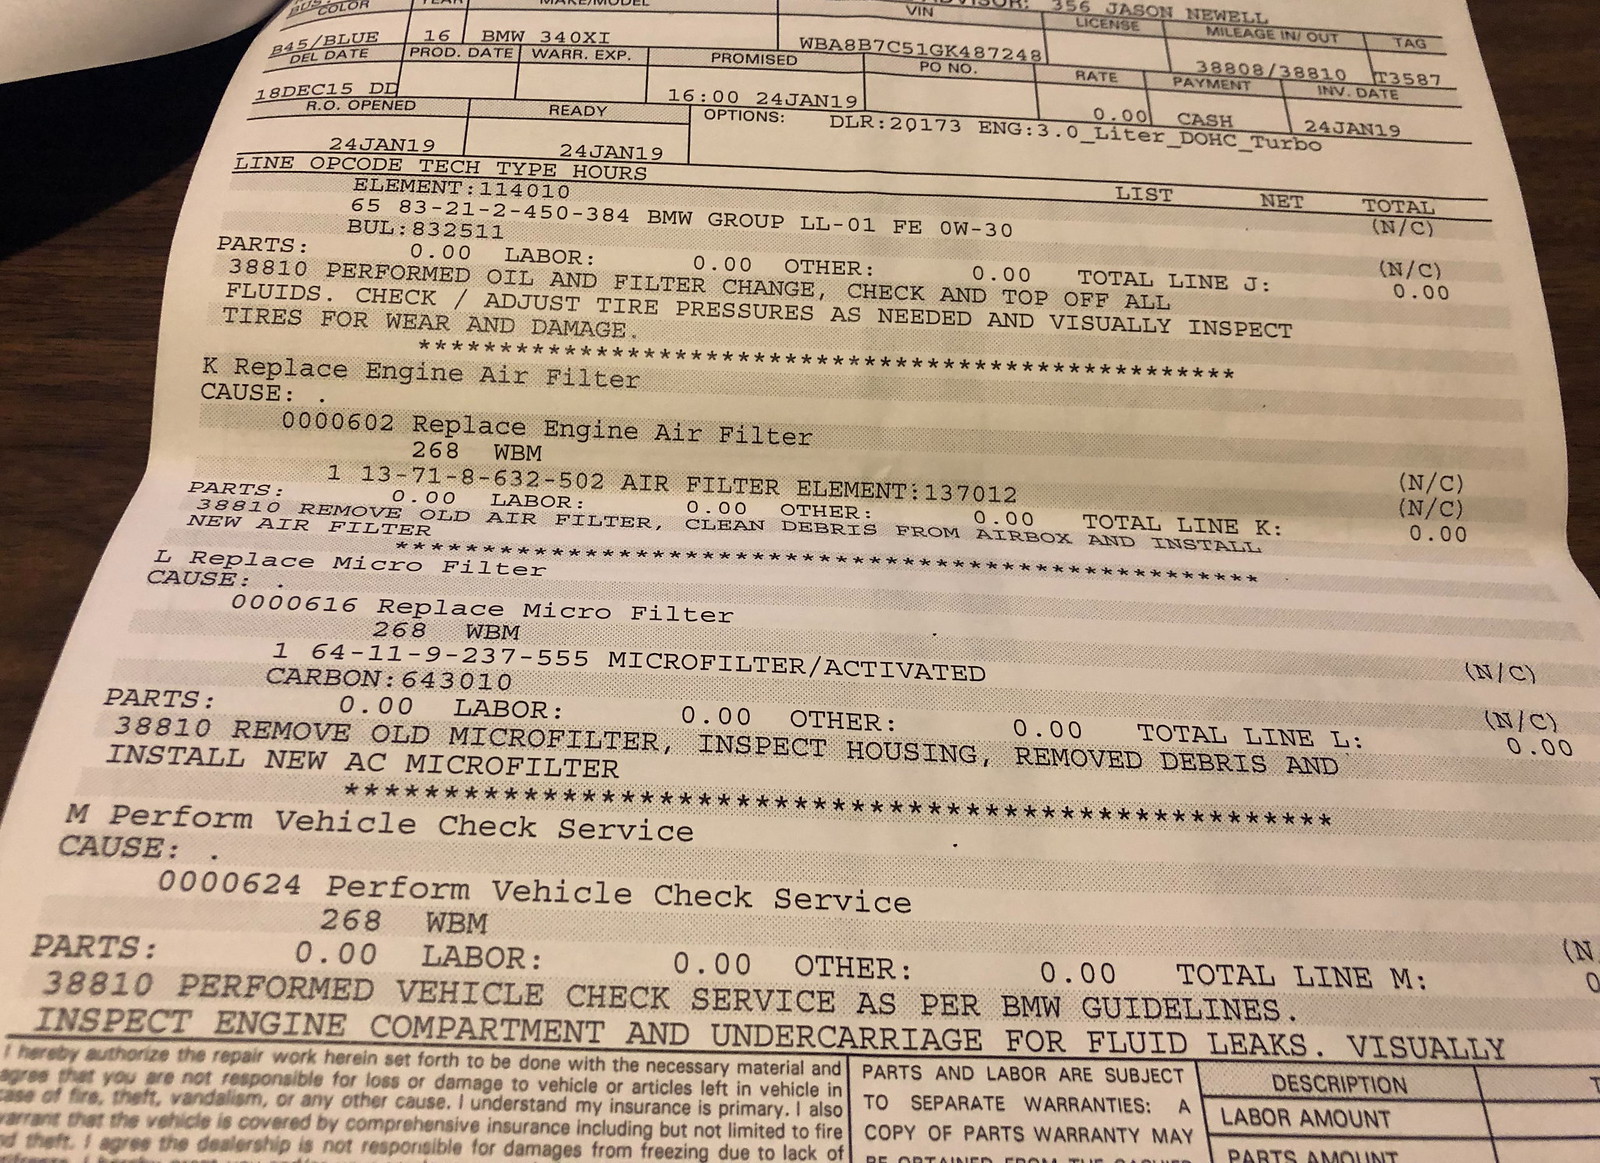 COLOR YEAR MAKE/MODEL VIN ADVISOR: 356 JASON NEWELL
LICENSE MILEAGE IN/ OUT TAG
B45/BLUE 16 BMW 340XI WBA8B7C51GK487248 38808/38810 T3587
DEL DATE PROD. DATE WARR. EXP. PROMISED PO NO. RATE PAYMENT INV. DATE
18DEC15 DD 16:00 24JAN19 0.00 CASH 24JAN19
R.O. OPENED READY OPTIONS: DLR:20173 ENG:3.0_Liter_DOHC_Turbo
24JAN19 24JAN19
LINE OPCODE TECH TYPE HOURS LIST NET TOTAL
ELEMENT:114010 (N/C)
65 83-21-2-450-384 BMW GROUP LL-01 FE 0W-30
BUL:832511 (N/C)
PARTS: 0.00 LABOR: 0.00 OTHER: 0.00 TOTAL LINE J: 0.00
38810 PERFORMED OIL AND FILTER CHANGE, CHECK AND TOP OFF ALL
FLUIDS. CHECK / ADJUST TIRE PRESSURES AS NEEDED AND VISUALLY INSPECT
TIRES FOR WEAR AND DAMAGE.
****************************************************
K Replace Engine Air Filter
CAUSE: .
0000602 Replace Engine Air Filter
268 WBM (N/C)
1 13-71-8-632-502 AIR FILTER ELEMENT:137012 (N/C)
PARTS: 0.00 LABOR: 0.00 OTHER: 0.00 TOTAL LINE K: 0.00
38810 REMOVE OLD AIR FILTER, CLEAN DEBRIS FROM AIRBOX AND INSTALL
NEW AIR FILTER
****************************************************
L Replace Micro Filter
CAUSE: .
0000616 Replace Micro Filter
268 WBM (N/C)
1 64-11-9-237-555 MICROFILTER/ACTIVATED
CARBON:643010 (N/C)
PARTS: 0.00 LABOR: 0.00 OTHER: 0.00 TOTAL LINE L: 0.00
38810 REMOVE OLD MICROFILTER, INSPECT HOUSING, REMOVED DEBRIS AND
INSTALL NEW AC MICROFILTER
****************************************************
M Perform Vehicle Check Service
CAUSE: .
0000624 Perform Vehicle Check Service
268 WBM (N
PARTS: 0.00 LABOR: 0.00 OTHER: 0.00 TOTAL LINE M: 0
38810 PERFORMED VEHICLE CHECK SERVICE AS PER BMW GUIDELINES.
INSPECT ENGINE COMPARTMENT AND UNDERCARRIAGE FOR FLUID LEAKS. VISUALLY
I hereby authorize the repair work herein set forth to be done with the necessary material and
agree that you are not responsible for loss or damage to vehicle or articles left in vehicle in
case of fire, theft, vandalism, or any other cause. I understand my insurance is primary. I also
warrant that the vehicle is covered by comprehensive insurance including but not limited to fire
nd theft. I agree the dealership is not responsible for damages from freezing due to lack of
PARTS AND LABOR ARE SUBJECT
TO SEPARATE WARRANTIES: A
COPY OF PARTS WARRANTY MAY
BE OBTAINED FROM THE CASHIER
DESCRIPTION T
LABOR AMOUNT
PARTS AMOUNT